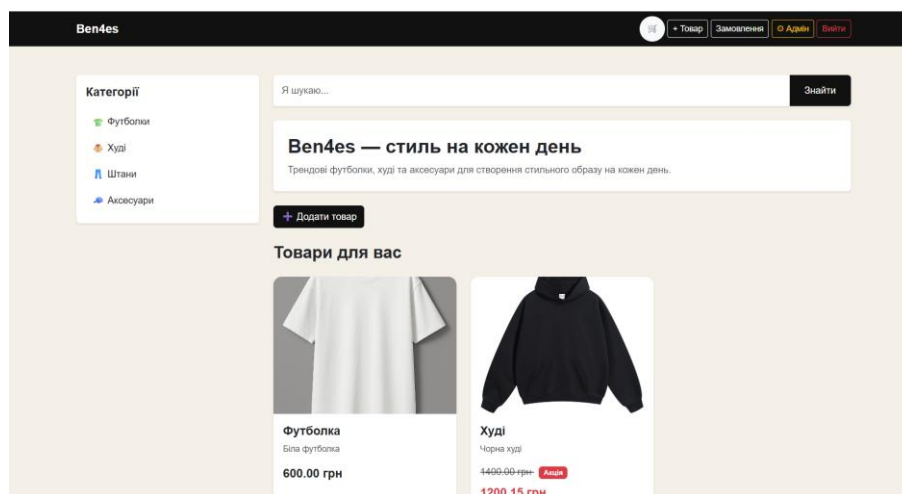 Ben4es
+ Товар
Замовлення
Адмін
Вийти
Категорії
Футболки
Худі
Штани
Аксесуари
Я шукаю...
Знайти
Ben4es — стиль на кожен день
Трендові футболки, худі та аксесуари для створення стильного образу на кожен день.
+ Додати товар
Товари для вас
Футболка
Біла футболка
600.00 грн
Худі
Чорна худі
1400.00 грн Акція
1200.15 грн